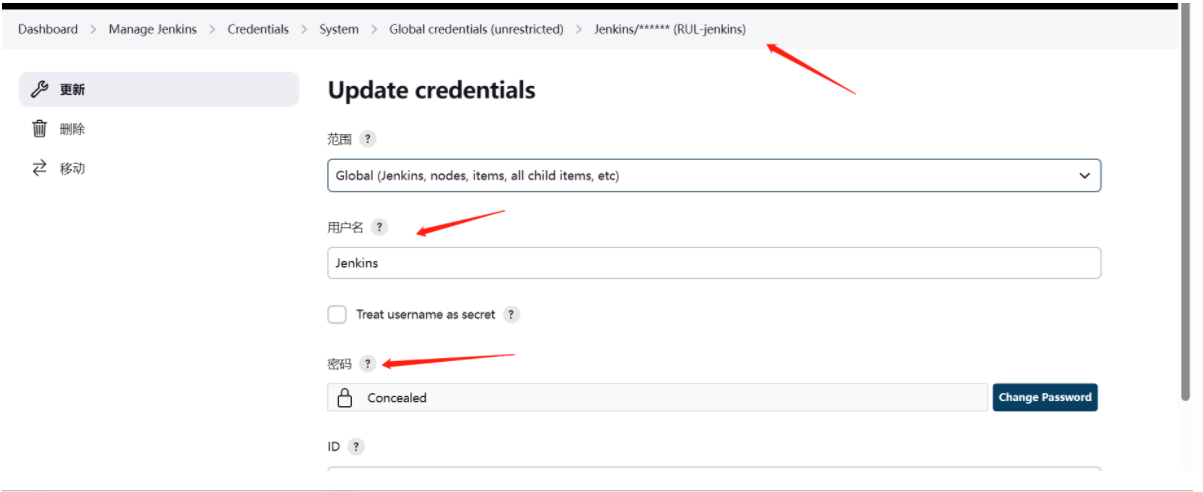 Dashboard > Manage Jenkins > Credentials > System > Global credentials (unrestricted) > Jenkins/****** (RUL-jenkins)
更新
删除
移动
Update credentials
范围 ?
Global (Jenkins, nodes, items, all child items, etc)
用户名 ?
Jenkins
Treat username as secret ?
密码 ?
Concealed
Change Password
ID ?